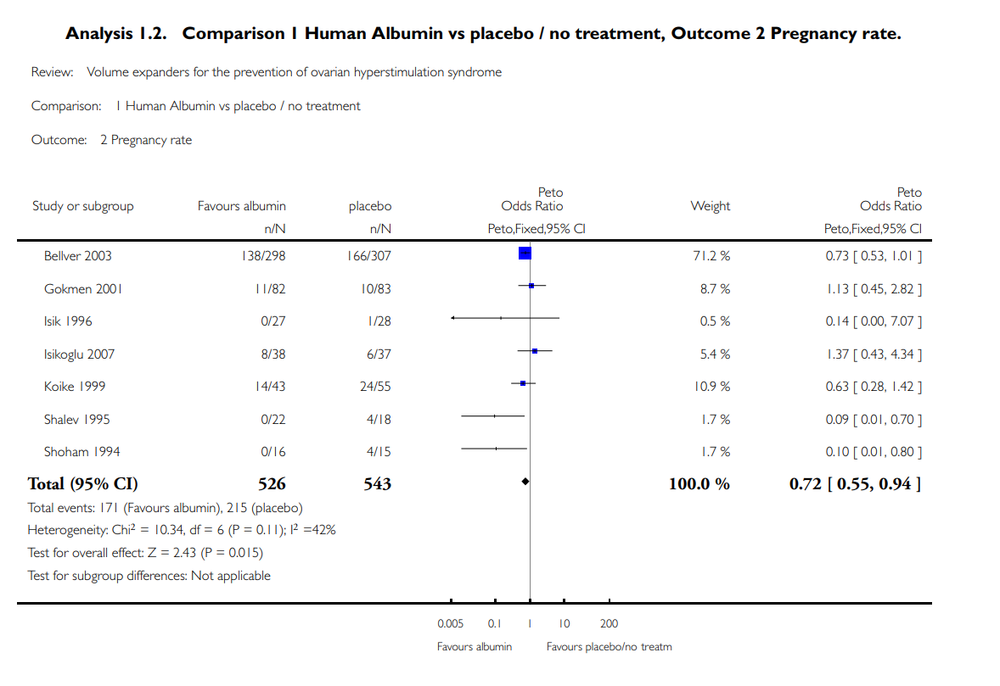 Analysis 1.2. Comparison 1 Human Albumin vs placebo / no treatment, Outcome 2 Pregnancy rate.
Review: Volume expanders for the prevention of ovarian hyperstimulation syndrome
Comparison: 1 Human Albumin vs placebo / no treatment
Outcome: 2 Pregnancy rate
Peto Peto
Study or subgroup Favours albumin placebo Odds Ratio Weight Odds Ratio
n/N n/N Peto,Fixed,95% CI Peto,Fixed,95% CI
Bellver 2003 138/298 166/307 71.2 % 0.73 [ 0.53, 1.01 ]
Gokmen 2001 11/82 10/83 8.7 % 1.13 [ 0.45, 2.82 ]
Isik 1996 0/27 1/28 0.5 % 0.14 [ 0.00, 7.07 ]
Isikoglu 2007 8/38 6/37 5.4 % 1.37 [ 0.43, 4.34 ]
Koike 1999 14/43 24/55 10.9 % 0.63 [ 0.28, 1.42 ]
Shalev 1995 0/22 4/18 1.7 % 0.09 [ 0.01, 0.70 ]
Shoham 1994 0/16 4/15 1.7 % 0.10 [ 0.01, 0.80 ]
Total (95% CI) 526 543 100.0 % 0.72 [ 0.55, 0.94 ]
Total events: 171 (Favours albumin), 215 (placebo)
Heterogeneity: Chi² = 10.34, df = 6 (P = 0.11); I² =42%
Test for overall effect: Z = 2.43 (P = 0.015)
Test for subgroup differences: Not applicable
0.005 0.1 1 10 200
Favours albumin Favours placebo/no treatm